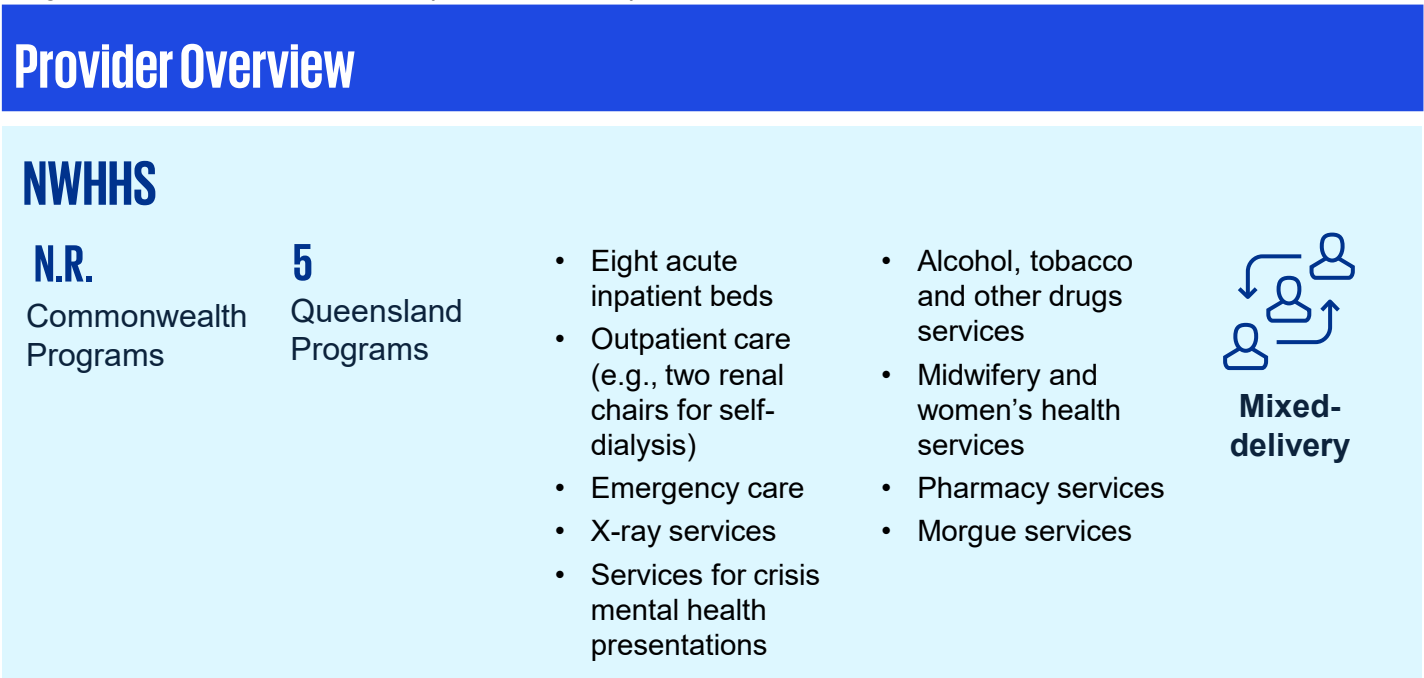 Provider Overview
NWHHS
N.R.
Commonwealth
Programs
5
Queensland
Programs
• Eight acute
inpatient beds
• Outpatient care
(e.g., two renal
chairs for self-
dialysis)
• Emergency care
• X-ray services
• Services for crisis
mental health
presentations
• Alcohol, tobacco
and other drugs
services
• Midwifery and
women’s health
services
• Pharmacy services
• Morgue services
Mixed-
delivery